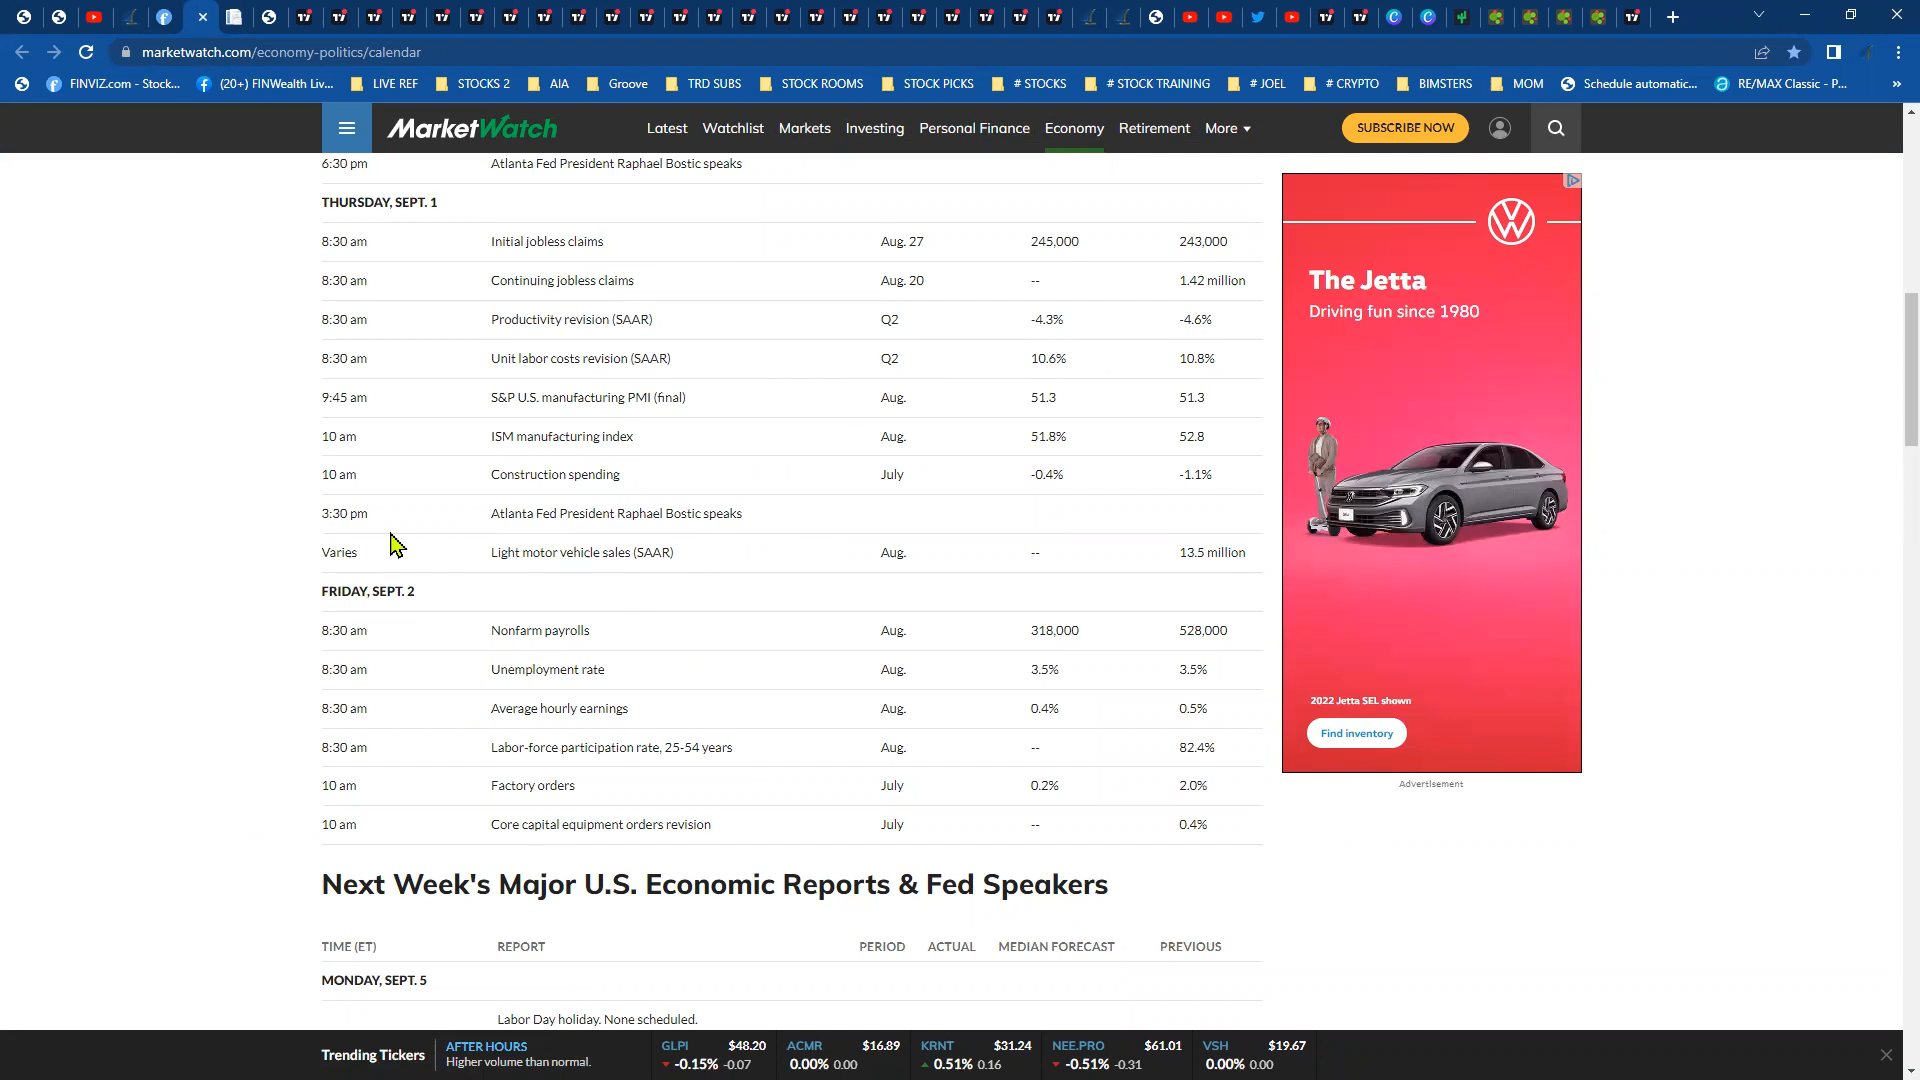 marketwatch.com/economy-politics/calendar
FINVIZ.com - Stock... (20+) FINWealth Liv... LIVE REF STOCKS 2 AIA Groove TRD SUBS STOCK ROOMS STOCK PICKS # STOCKS # STOCK TRAINING # JOEL # CRYPTO BIMSTERS MOM Schedule automatic... RE/MAX Classic - P... »
MarketWatch Latest Watchlist Markets Investing Personal Finance Economy Retirement More SUBSCRIBE NOW
6:30 pm Atlanta Fed President Raphael Bostic speaks
THURSDAY, SEPT. 1
8:30 am Initial jobless claims Aug. 27 245,000 243,000
8:30 am Continuing jobless claims Aug. 20 -- 1.42 million
8:30 am Productivity revision (SAAR) Q2 -4.3% -4.6%
8:30 am Unit labor costs revision (SAAR) Q2 10.6% 10.8%
9:45 am S&P U.S. manufacturing PMI (final) Aug. 51.3 51.3
10 am ISM manufacturing index Aug. 51.8% 52.8
10 am Construction spending July -0.4% -1.1%
3:30 pm Atlanta Fed President Raphael Bostic speaks
Varies Light motor vehicle sales (SAAR) Aug. -- 13.5 million
FRIDAY, SEPT. 2
8:30 am Nonfarm payrolls Aug. 318,000 528,000
8:30 am Unemployment rate Aug. 3.5% 3.5%
8:30 am Average hourly earnings Aug. 0.4% 0.5%
8:30 am Labor-force participation rate, 25-54 years Aug. -- 82.4%
10 am Factory orders July 0.2% 2.0%
10 am Core capital equipment orders revision July -- 0.4%
Next Week's Major U.S. Economic Reports & Fed Speakers
TIME (ET) REPORT PERIOD ACTUAL MEDIAN FORECAST PREVIOUS
MONDAY, SEPT. 5
Labor Day holiday. None scheduled.
The Jetta
Driving fun since 1980
2022 Jetta SEL shown
Find inventory
Advertisement
Trending Tickers
AFTER HOURS
Higher volume than normal.
GLPI $48.20
-0.15% -0.07
ACMR $16.89
0.00% 0.00
KRNT $31.24
0.51% 0.16
NEE.PRO $61.01
-0.51% -0.31
VSH $19.67
0.00% 0.00